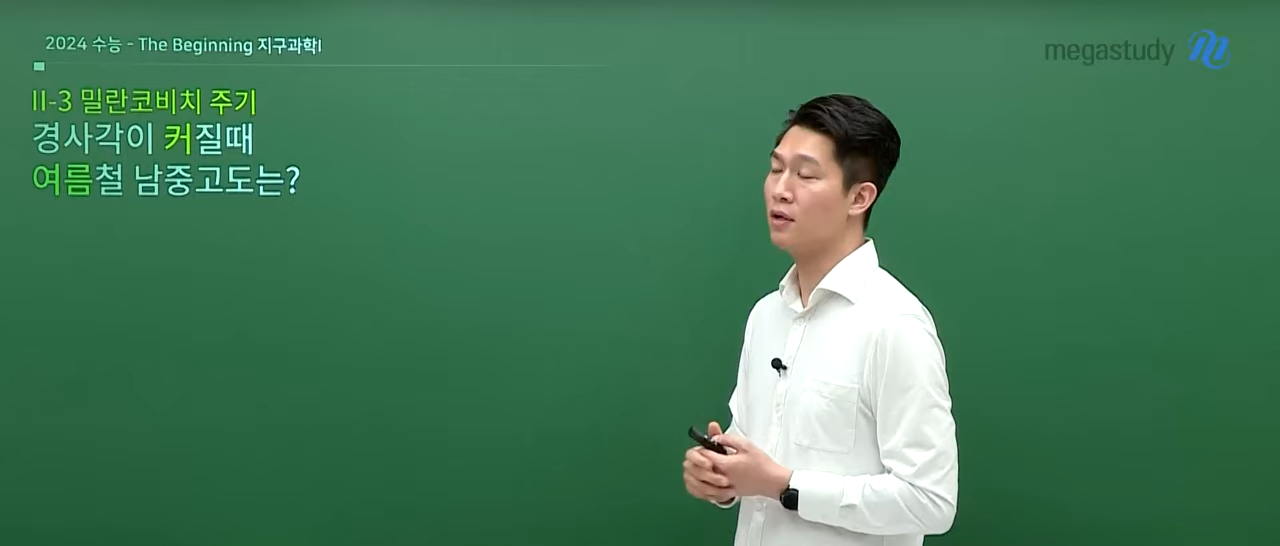 2024 수능 - The Beginning 지구과학I
megastudy
II-3 밀란코비치 주기
경사각이 커질때
여름철 남중고도는?